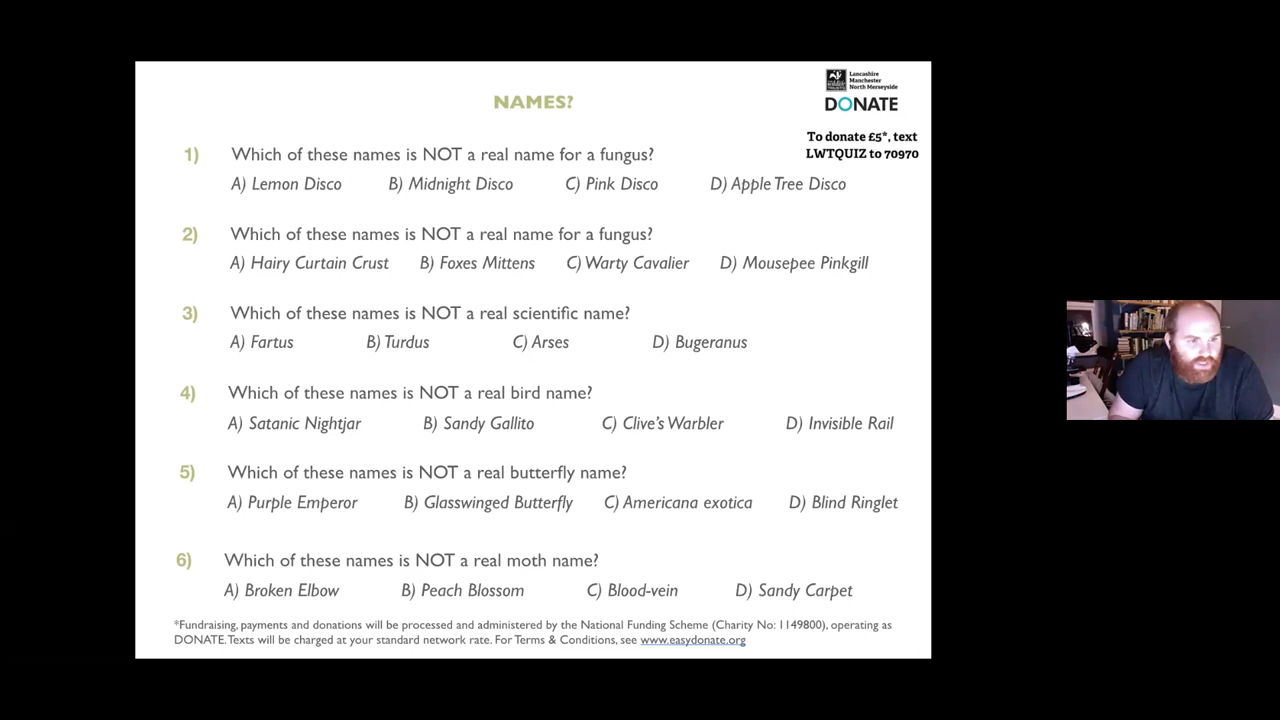 Lancashire
Manchester
North Merseyside
DONATE
NAMES?
To donate £5*, text
LWTQUIZ to 70970
1) Which of these names is NOT a real name for a fungus?
A) Lemon Disco B) Midnight Disco C) Pink Disco D) Apple Tree Disco
2) Which of these names is NOT a real name for a fungus?
A) Hairy Curtain Crust B) Foxes Mittens C) Warty Cavalier D) Mousepee Pinkgill
3) Which of these names is NOT a real scientific name?
A) Fartus B) Turdus C) Arses D) Bugeranus
4) Which of these names is NOT a real bird name?
A) Satanic Nightjar B) Sandy Gallito C) Clive's Warbler D) Invisible Rail
5) Which of these names is NOT a real butterfly name?
A) Purple Emperor B) Glasswinged Butterfly C) Americana exotica D) Blind Ringlet
6) Which of these names is NOT a real moth name?
A) Broken Elbow B) Peach Blossom C) Blood-vein D) Sandy Carpet
*Fundraising, payments and donations will be processed and administered by the National Funding Scheme (Charity No: 1149800), operating as
DONATE. Texts will be charged at your standard network rate. For Terms & Conditions, see www.easydonate.org